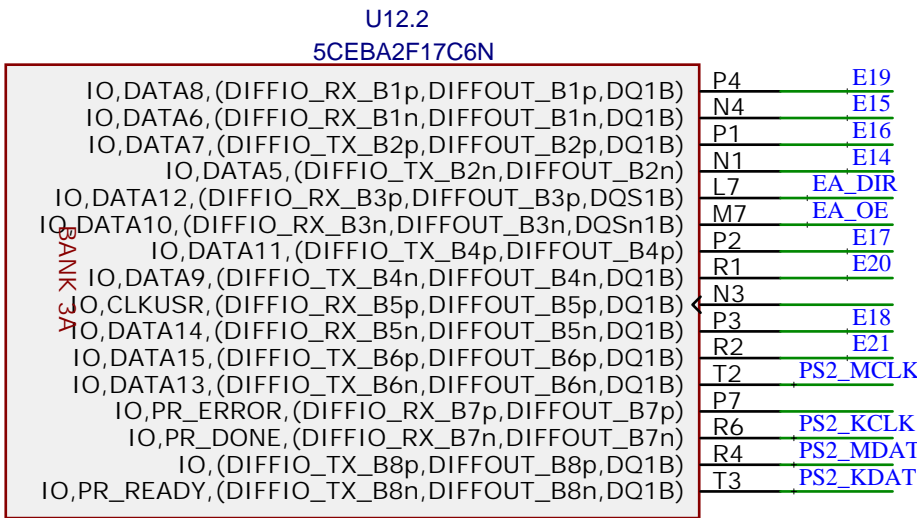 U12.2
5CEBA2F17C6N
IO,DATA8,(DIFFIO_RX_B1p,DIFFOUT_B1p,DQ1B) P4 E19
IO,DATA6,(DIFFIO_RX_B1n,DIFFOUT_B1n,DQ1B) N4 E15
IO,DATA7,(DIFFIO_TX_B2p,DIFFOUT_B2p,DQ1B) P1 E16
IO,DATA5,(DIFFIO_TX_B2n,DIFFOUT_B2n) N1 E14
IO,DATA12,(DIFFIO_RX_B3p,DIFFOUT_B3p,DQS1B) L7 EA_DIR
IO,DATA10,(DIFFIO_RX_B3n,DIFFOUT_B3n,DQSn1B) M7 EA_OE
IO,DATA11,(DIFFIO_TX_B4p,DIFFOUT_B4p) P2 E17
IO,DATA9,(DIFFIO_TX_B4n,DIFFOUT_B4n,DQ1B) R1 E20
IO,CLKUSR,(DIFFIO_RX_B5p,DIFFOUT_B5p,DQ1B) N3
IO,DATA14,(DIFFIO_RX_B5n,DIFFOUT_B5n,DQ1B) P3 E18
IO,DATA15,(DIFFIO_TX_B6p,DIFFOUT_B6p,DQ1B) R2 E21
IO,DATA13,(DIFFIO_TX_B6n,DIFFOUT_B6n,DQ1B) T2 PS2_MCLK
IO,PR_ERROR,(DIFFIO_RX_B7p,DIFFOUT_B7p) P7
IO,PR_DONE,(DIFFIO_RX_B7n,DIFFOUT_B7n) R6 PS2_KCLK
IO,(DIFFIO_TX_B8p,DIFFOUT_B8p,DQ1B) R4 PS2_MDAT
IO,PR_READY,(DIFFIO_TX_B8n,DIFFOUT_B8n,DQ1B) T3 PS2_KDAT
BANK 3A